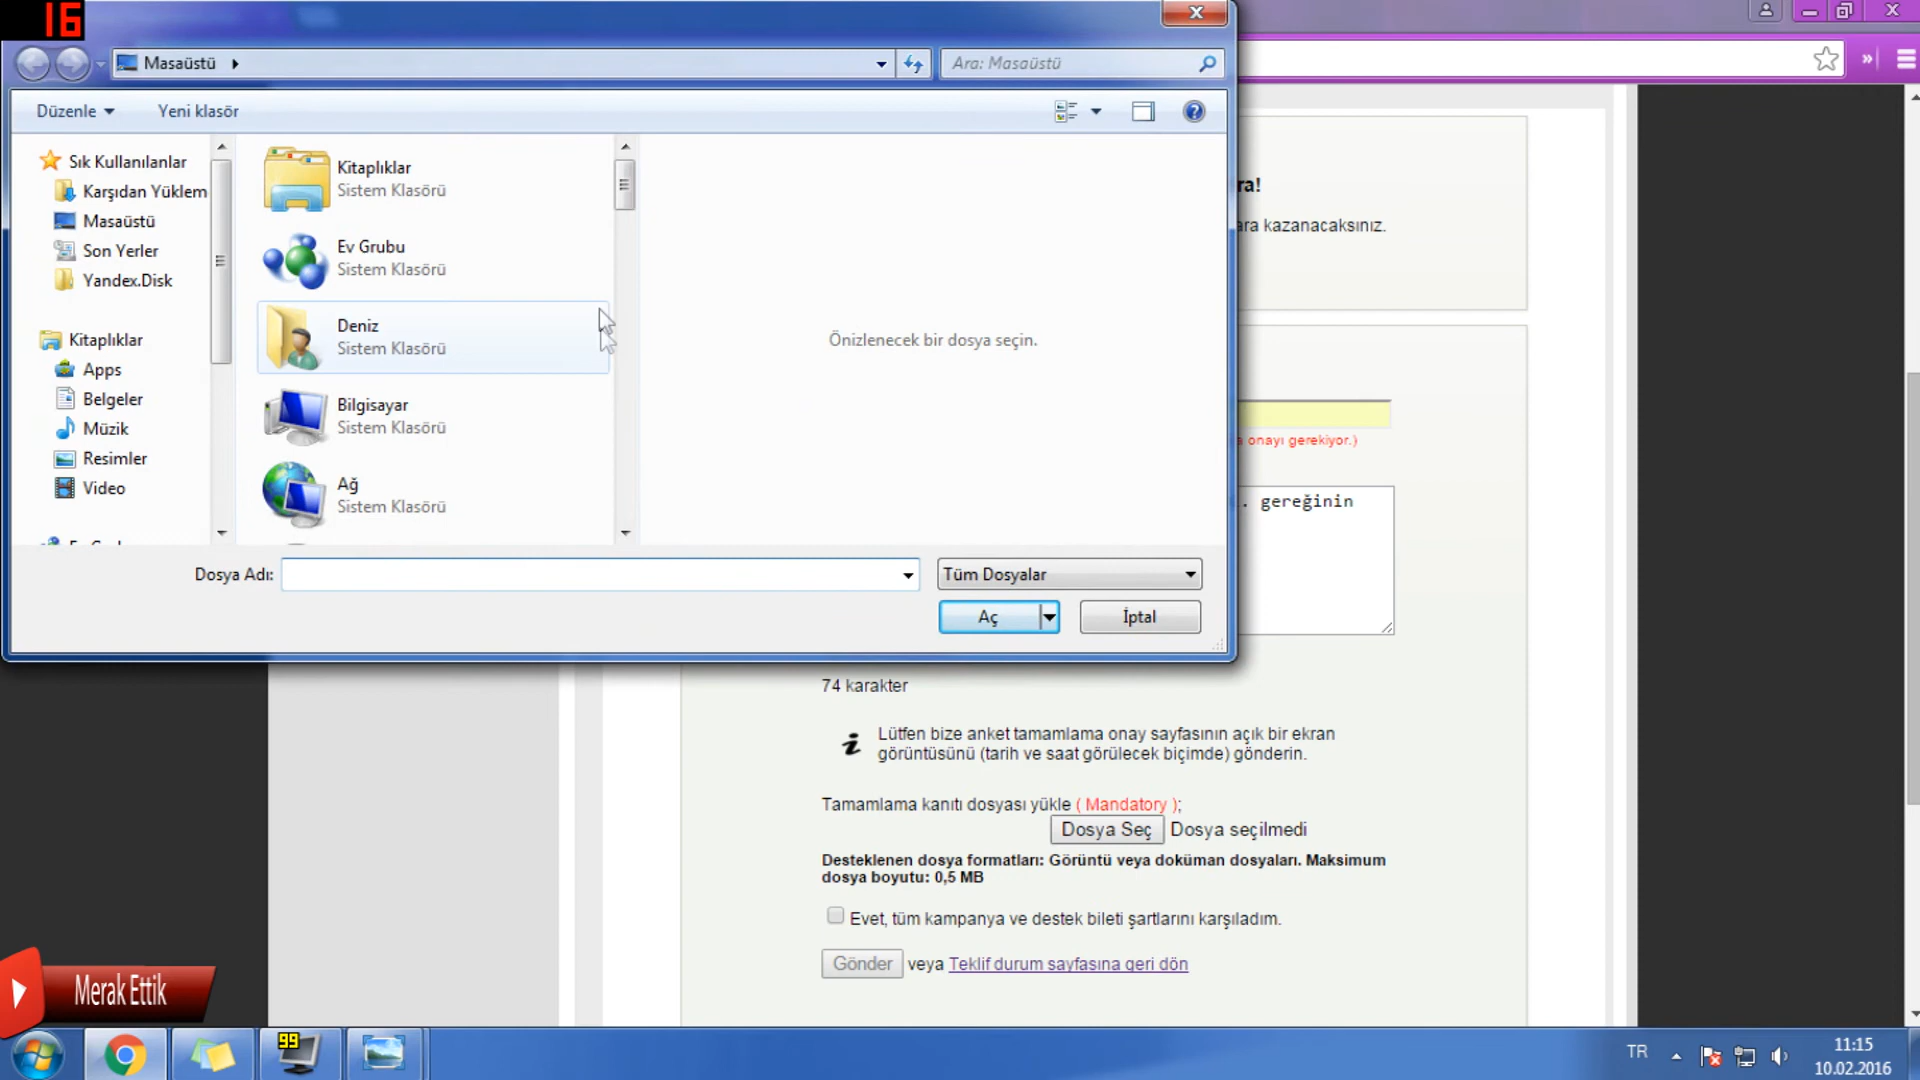 16
Masaüstü
Ara: Masaüstü
Düzenle
Yeni klasör
Sık Kullanılanlar
Karşıdan Yüklem
Masaüstü
Son Yerler
Yandex.Disk
Kitaplıklar
Apps
Belgeler
Müzik
Resimler
Video
Kitaplıklar
Sistem Klasörü
Ev Grubu
Sistem Klasörü
Deniz
Sistem Klasörü
Bilgisayar
Sistem Klasörü
Ağ
Sistem Klasörü
Önizlenecek bir dosya seçin.
Dosya Adı:
Tüm Dosyalar
Aç
İptal
ra!
ara kazanacaksınız.
a onayı gerekiyor.)
. gereğinin
74 karakter
Lütfen bize anket tamamlama onay sayfasının açık bir ekran
görüntüsünü (tarih ve saat görülecek biçimde) gönderin.
Tamamlama kanıtı dosyası yükle ( Mandatory );
Dosya Seç Dosya seçilmedi
Desteklenen dosya formatları: Görüntü veya doküman dosyaları. Maksimum
dosya boyutu: 0,5 MB
Evet, tüm kampanya ve destek bileti şartlarını karşıladım.
Gönder veya Teklif durum sayfasına geri dön
Merak Ettik
99
TR
11:15
10.02.2016